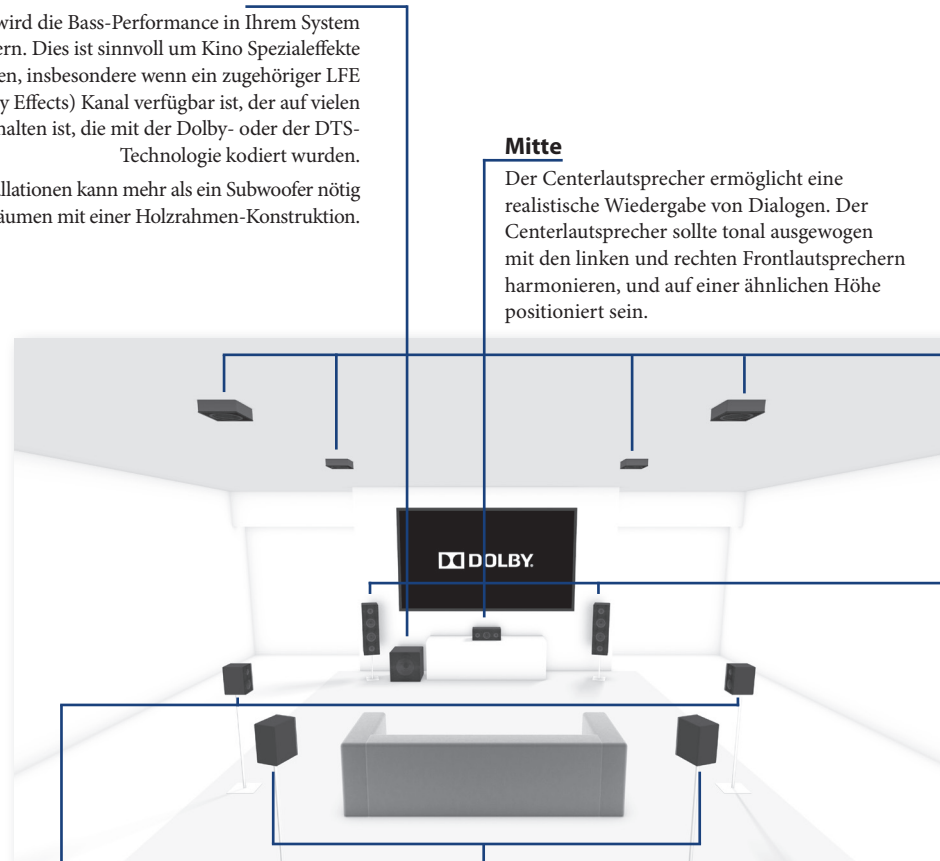 wird die Bass-Performance in Ihrem System
ern. Dies ist sinnvoll um Kino Spezialeffekte
en, insbesondere wenn ein zugehöriger LFE
y Effects) Kanal verfügbar ist, der auf vielen
halten ist, die mit der Dolby- oder der DTS-
Technologie kodiert wurden.
allationen kann mehr als ein Subwoofer nötig
äumen mit einer Holzrahmen-Konstruktion.
Mitte
Der Centerlautsprecher ermöglicht eine
realistische Wiedergabe von Dialogen. Der
Centerlautsprecher sollte tonal ausgewogen
mit den linken und rechten Frontlautsprechern
harmonieren, und auf einer ähnlichen Höhe
positioniert sein.
DOLBY.